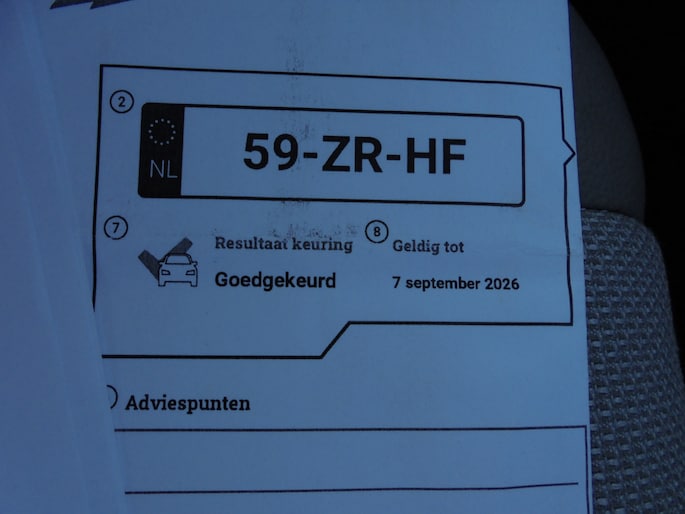 2
NL 59-ZR-HF
7 Resultaat keuring 8 Geldig tot
Goedgekeurd 7 september 2026
Adviespunten